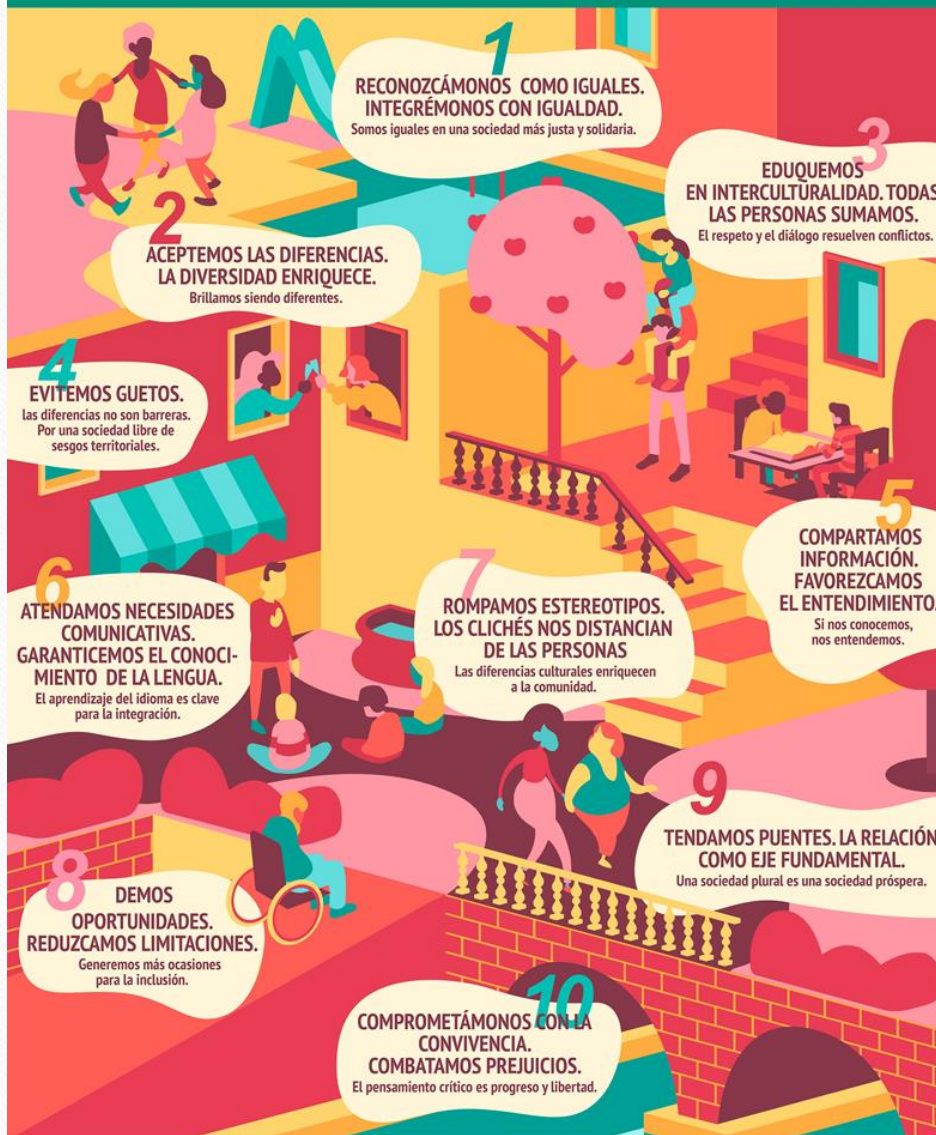 1
RECONOZCÁMONOS COMO IGUALES.
INTEGRÉMONOS CON IGUALDAD.
Somos iguales en una sociedad más justa y solidaria.
2
ACEPTEMOS LAS DIFERENCIAS.
LA DIVERSIDAD ENRIQUECE.
Brillamos siendo diferentes.
3
EDUQUEMOS
EN INTERCULTURALIDAD. TODAS
LAS PERSONAS SUMAMOS.
El respeto y el diálogo resuelven conflictos.
4
EVITEMOS GUETOS.
las diferencias no son barreras.
Por una sociedad libre de
sesgos territoriales.
5
COMPARTAMOS
INFORMACIÓN.
FAVOREZCAMOS
EL ENTENDIMIENTO.
Si nos conocemos,
nos entendemos.
6
ATENDAMOS NECESIDADES
COMUNICATIVAS.
GARANTICEMOS EL CONOCI-
MIENTO DE LA LENGUA.
El aprendizaje del idioma es clave
para la integración.
7
ROMPAMOS ESTEREOTIPOS.
LOS CLICHÉS NOS DISTANCIAN
DE LAS PERSONAS
Las diferencias culturales enriquecen
a la comunidad.
8
DEMOS
OPORTUNIDADES.
REDUZCAMOS LIMITACIONES.
Generemos más ocasiones
para la inclusión.
9
TENDAMOS PUENTES. LA RELACIÓN
COMO EJE FUNDAMENTAL.
Una sociedad plural es una sociedad próspera.
10
COMPROMETÁMONOS CON LA
CONVIVENCIA.
COMBATAMOS PREJUICIOS.
El pensamiento crítico es progreso y libertad.